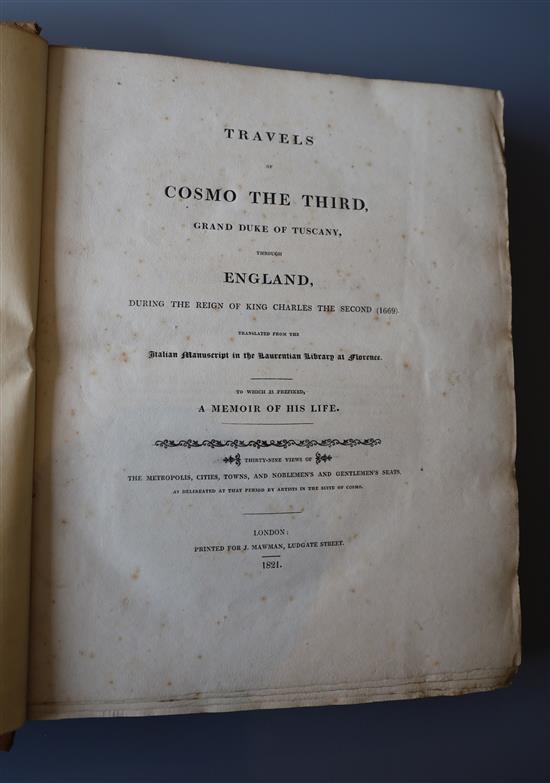 TRAVELS
OF
COSMO THE THIRD,
GRAND DUKE OF TUSCANY,
THROUGH
ENGLAND,
DURING THE REIGN OF KING CHARLES THE SECOND (1669).
TRANSLATED FROM THE
Italian Manuscript in the Laurentian Library at Florence.
TO WHICH IS PREFIXED,
A MEMOIR OF HIS LIFE.
THIRTY-NINE VIEWS OF
THE METROPOLIS, CITIES, TOWNS, AND NOBLEMEN'S AND GENTLEMEN'S SEATS,
AS DELINEATED AT THAT PERIOD BY ARTISTS IN THE SUITE OF COSMO.
LONDON:
PRINTED FOR J. MAWMAN, LUDGATE STREET.
1821.